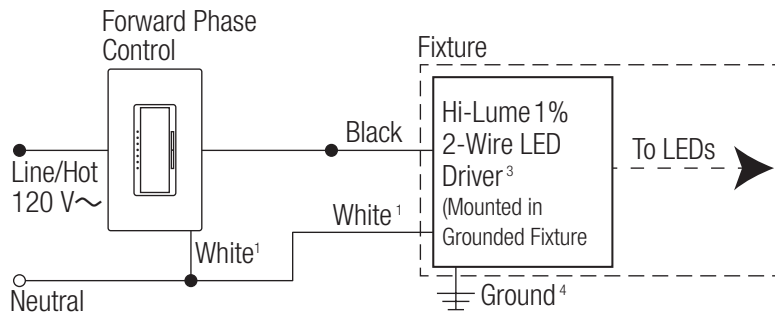 Forward Phase
Control
Fixture
Line/Hot
120 V～
Black
White ¹
White¹
Neutral
Hi-Lume 1%
2-Wire LED
Driver ³
(Mounted in
Grounded Fixture
To LEDs
Ground ⁴